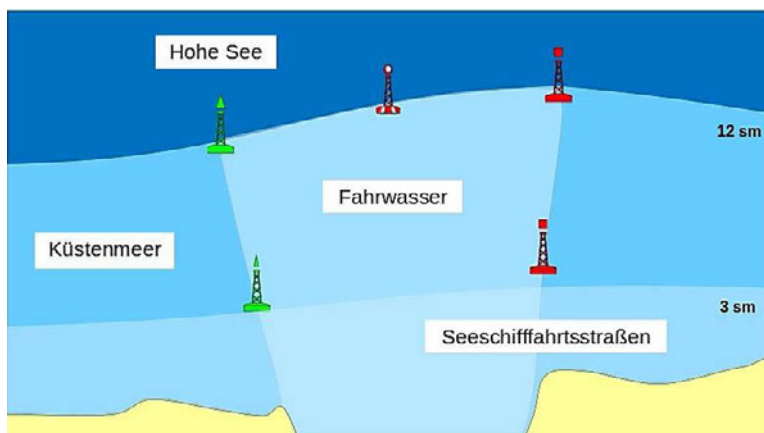 Hohe See
12 sm
Fahrwasser
Küstenmeer
3 sm
Seeschifffahrtsstraßen